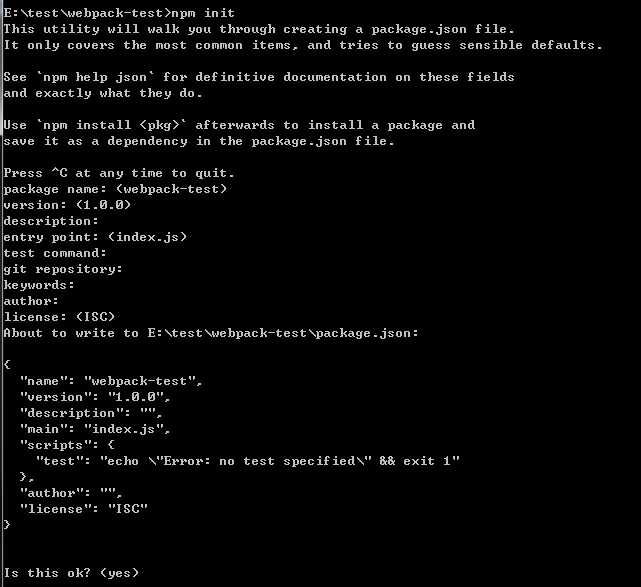 E:\test\webpack-test>npm init
This utility will walk you through creating a package.json file.
It only covers the most common items, and tries to guess sensible defaults.
See `npm help json` for definitive documentation on these fields
and exactly what they do.
Use `npm install <pkg>` afterwards to install a package and
save it as a dependency in the package.json file.
Press ^C at any time to quit.
package name: (webpack-test)
version: (1.0.0)
description:
entry point: (index.js)
test command:
git repository:
keywords:
author:
license: (ISC)
About to write to E:\test\webpack-test\package.json:
{
  "name": "webpack-test",
  "version": "1.0.0",
  "description": "",
  "main": "index.js",
  "scripts": {
    "test": "echo \"Error: no test specified\" && exit 1"
  },
  "author": "",
  "license": "ISC"
}
Is this ok? (yes)